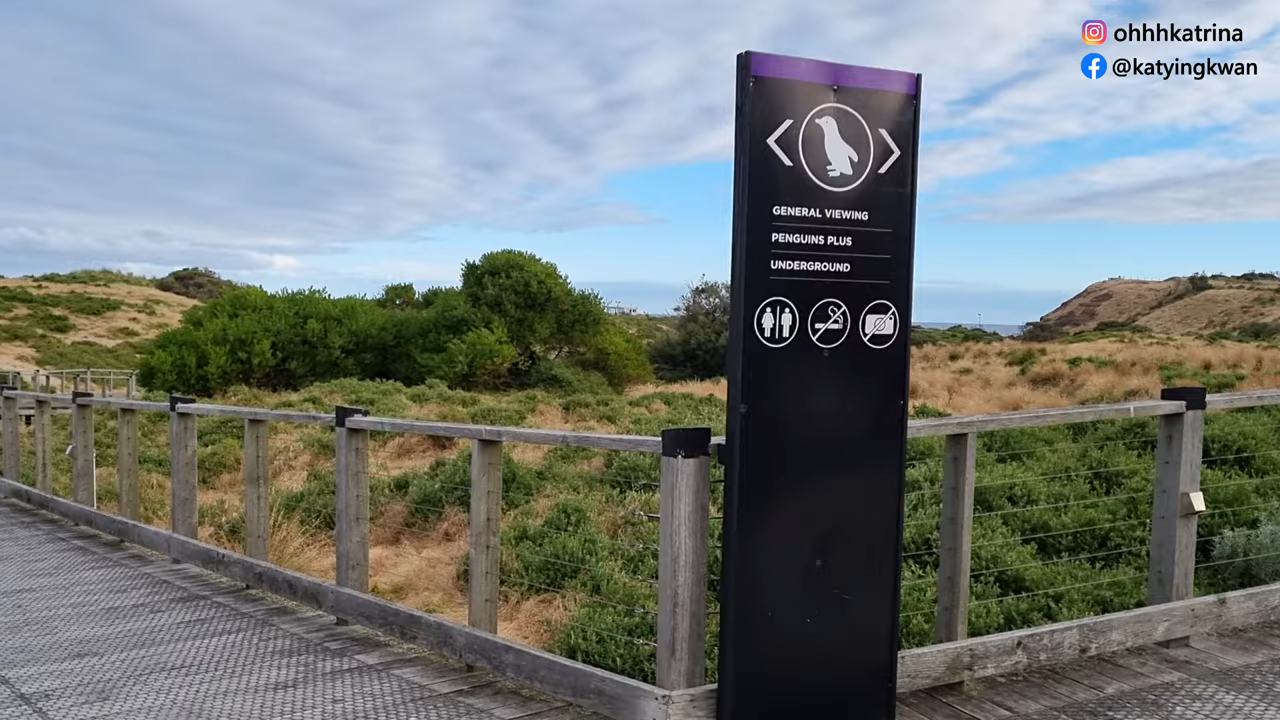 ohhhkatrina
@katyingkwan
GENERAL VIEWING
PENGUINS PLUS
UNDERGROUND